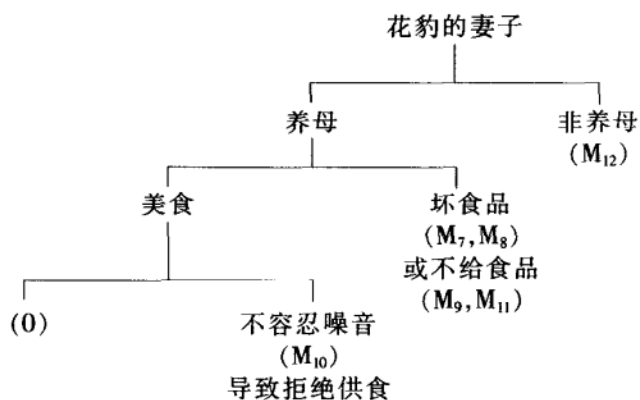 花豹的妻子
养母
非养母
(M₁₂)
美食
坏食品
(M₇,M₈)
或不给食品
(M₉,M₁₁)
(0)
不容忍噪音
(M₁₀)
导致拒绝供食